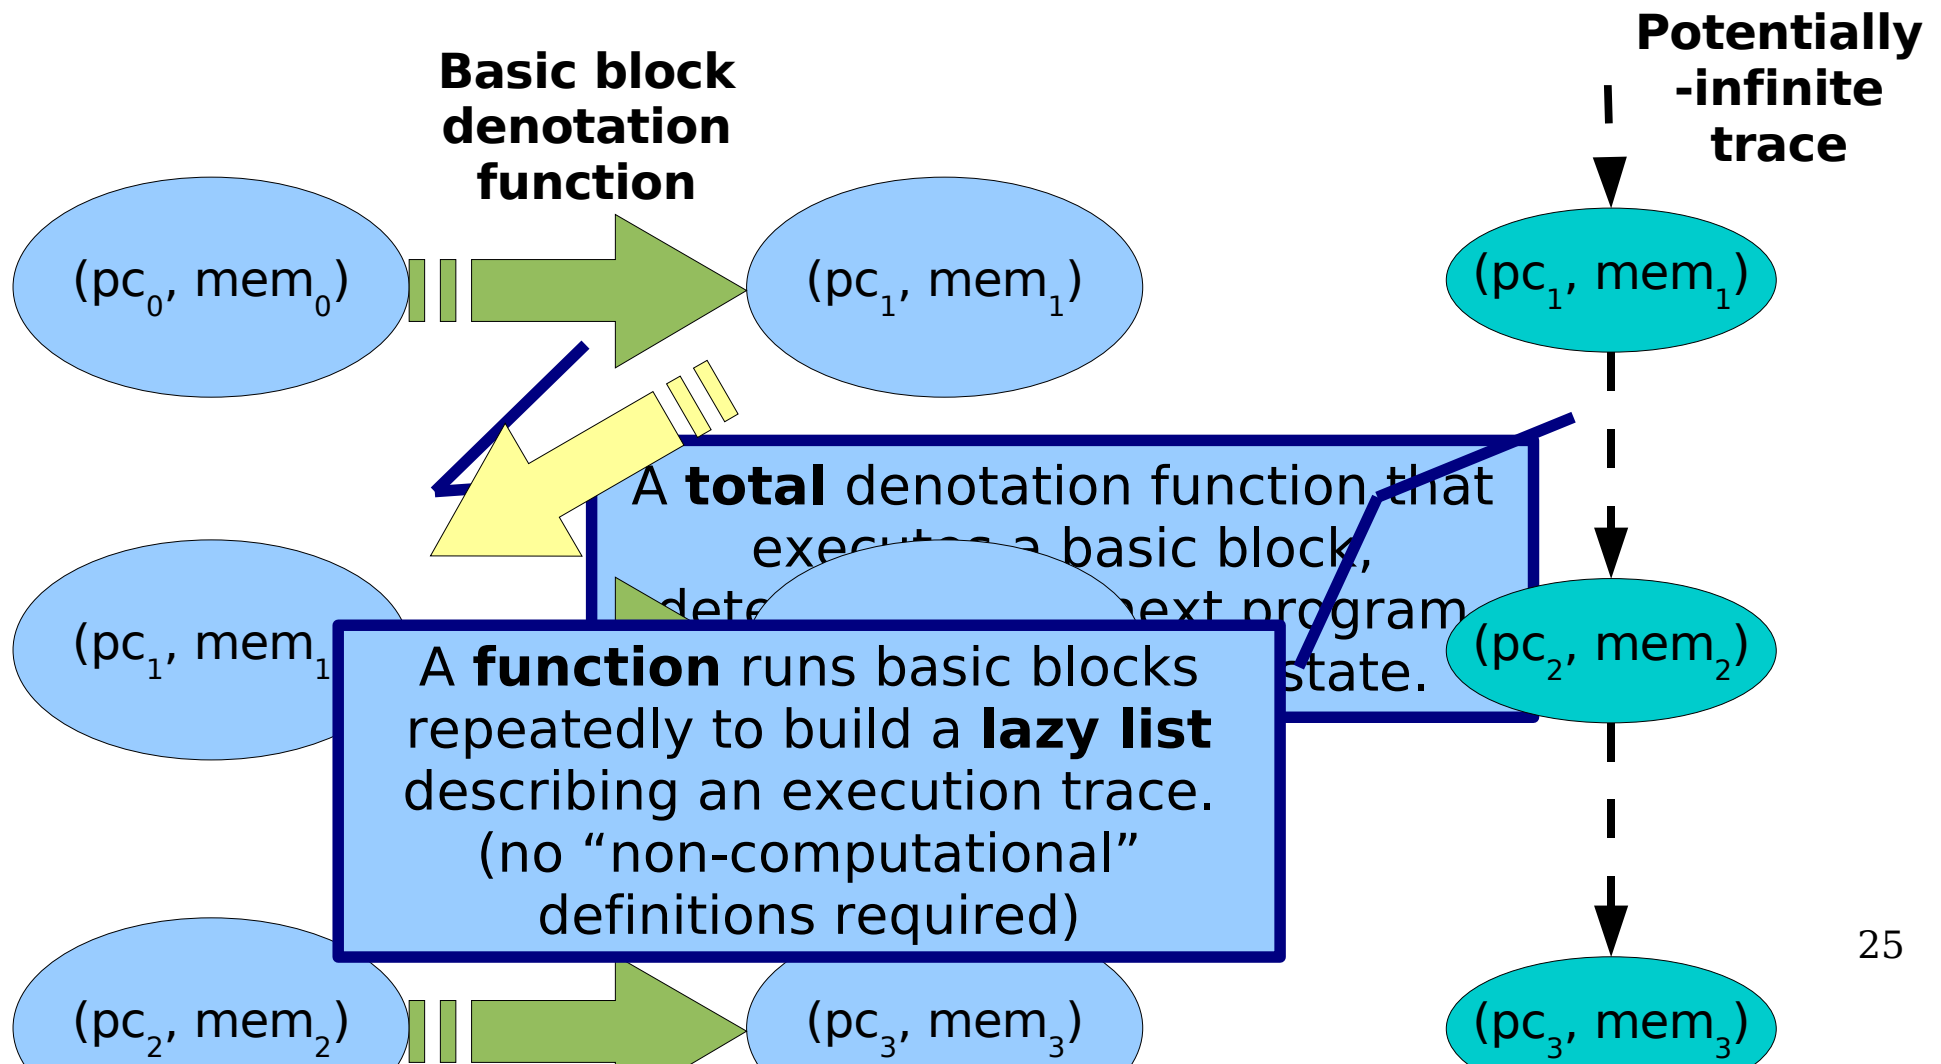 Potentially
-infinite
trace
Basic block
denotation
function
(pc0, mem0)
(pc1, mem1)
(pc1, mem1)
A total denotation function that
basic block,
next program
state.
(pc1, mem1
(pc2, mem2)
A function runs basic blocks
repeatedly to build a lazy list
describing an execution trace.
(no “non-computational”
definitions required)
25
(pc2, mem2)
(pc3, mem3)
(pc3, mem3)